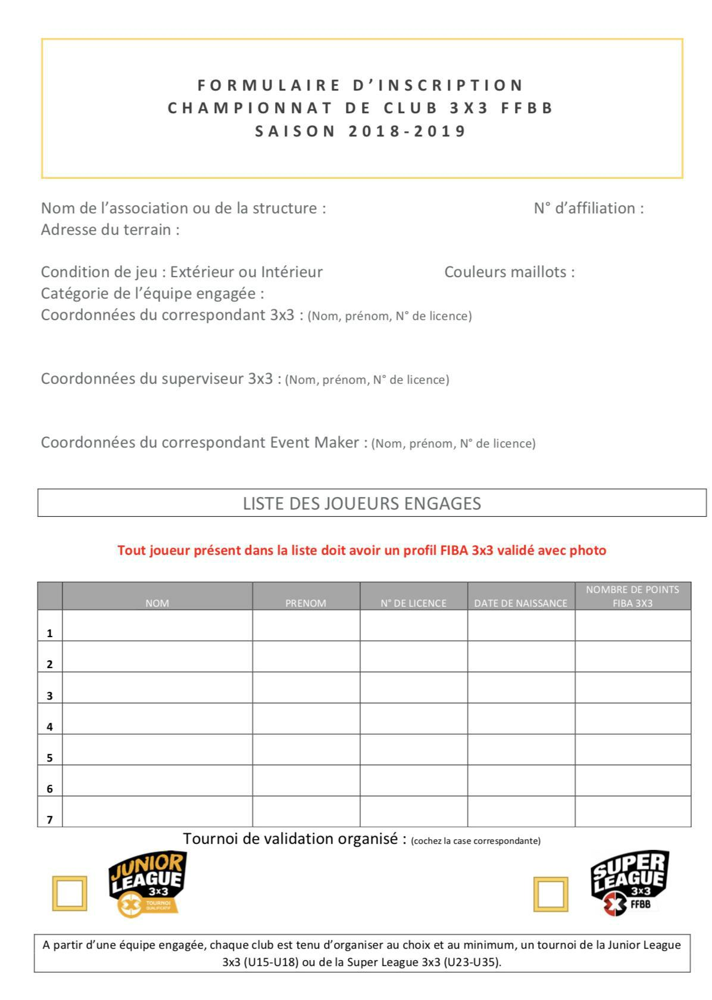 FORMULAIRE D’INSCRIPTION
CHAMPIONNAT DE CLUB 3X3 FFBB
SAISON 2018-2019
Nom de l’association ou de la structure : N° d’affiliation :
Adresse du terrain :
Condition de jeu : Extérieur ou Intérieur Couleurs maillots :
Catégorie de l’équipe engagée :
Coordonnées du correspondant 3x3 : (Nom, prénom, N° de licence)
Coordonnées du superviseur 3x3 : (Nom, prénom, N° de licence)
Coordonnées du correspondant Event Maker : (Nom, prénom, N° de licence)
LISTE DES JOUEURS ENGAGES
Tout joueur présent dans la liste doit avoir un profil FIBA 3x3 validé avec photo
NOM PRENOM N° DE LICENCE DATE DE NAISSANCE NOMBRE DE POINTS
FIBA 3X3
1
2
3
4
5
6
7
Tournoi de validation organisé : (cochez la case correspondante)
JUNIOR
LEAGUE
3x3
TOURNOI
QUALIFICATIF
SUPER
LEAGUE
3x3
FFBB
A partir d’une équipe engagée, chaque club est tenu d’organiser au choix et au minimum, un tournoi de la Junior League
3x3 (U15-U18) ou de la Super League 3x3 (U23-U35).